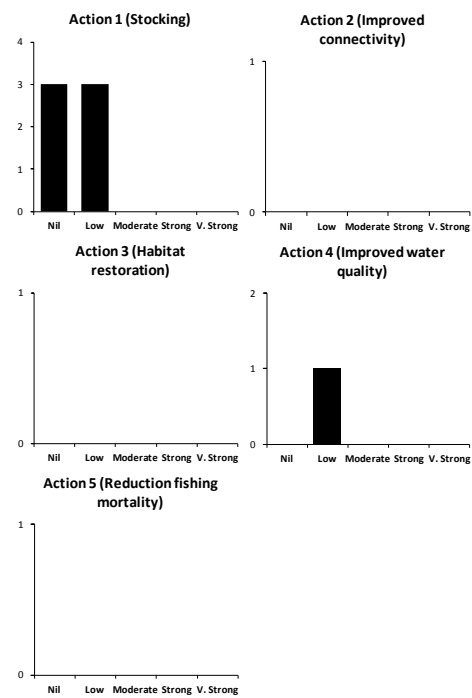 Action 1 (Stocking)
4
3
2
1
0
Nil Low Moderate Strong V. Strong
Action 2 (Improved
connectivity)
1
0
Nil Low Moderate Strong V. Strong
Action 3 (Habitat
restoration)
1
0
Nil Low Moderate Strong V. Strong
Action 4 (Improved water
quality)
2
1
0
Nil Low Moderate Strong V. Strong
Action 5 (Reduction fishing
mortality)
1
0
Nil Low Moderate Strong V. Strong